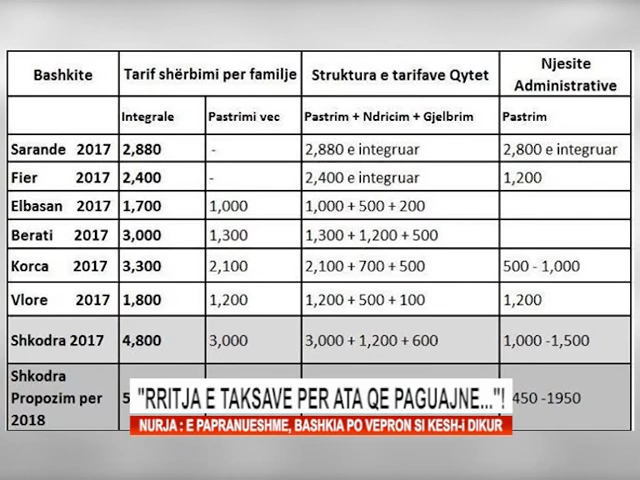 Bashkite Tarif shërbimi per familje Struktura e tarifave Qytet Njesite Administrative
Integrale Pastrimi vec Pastrim + Ndricim + Gjelbrim Pastrim
Sarande 2017 2,880 - 2,880 e integruar 2,800 e integruar
Fier 2017 2,400 - 2,400 e integruar 1,200
Elbasan 2017 1,700 1,000 1,000 + 500 + 200
Berati 2017 3,000 1,300 1,300 + 1,200 + 500
Korca 2017 3,300 2,100 2,100 + 700 + 500 500 - 1,000
Vlore 2017 1,800 1,200 1,200 + 500 + 100 1,200
Shkodra 2017 4,800 3,000 3,000 + 1,200 + 600 1,000 -1,500
Shkodra Propozim per 2018 5 450 -1950
"RRITJA E TAKSAVE PER ATA QE PAGUAJNE..."!
NURJA : E PAPRANUESHME, BASHKIA PO VEPRON SI KESH-i DIKUR